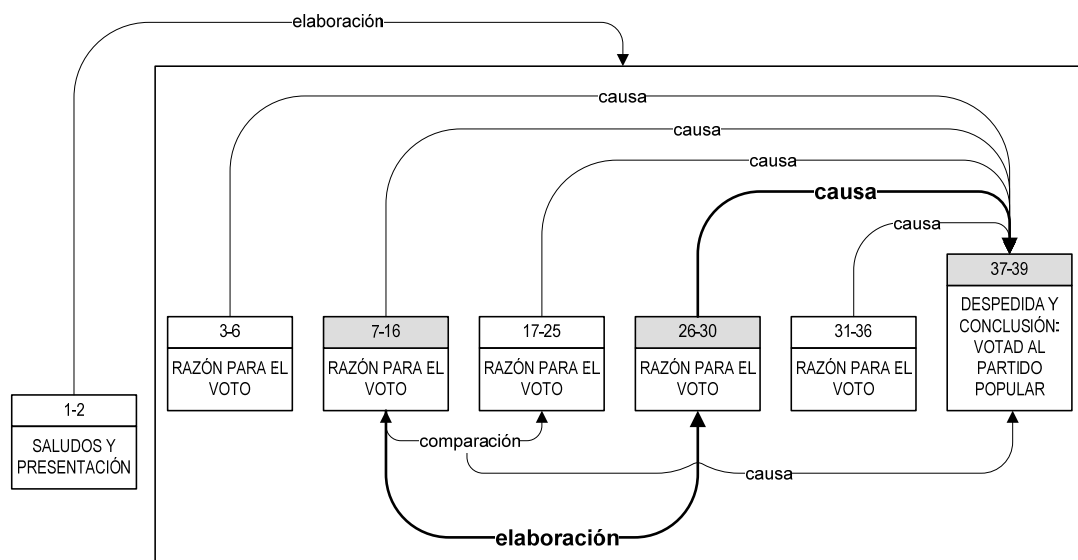 elaboración
causa
causa
causa
causa
causa
37-39
DESPEDIDA Y
CONCLUSIÓN:
VOTAD AL
PARTIDO
POPULAR
3-6
RAZÓN PARA EL
VOTO
7-16
RAZÓN PARA EL
VOTO
17-25
RAZÓN PARA EL
VOTO
26-30
RAZÓN PARA EL
VOTO
31-36
RAZÓN PARA EL
VOTO
1-2
SALUDOS Y
PRESENTACIÓN
comparación
causa
elaboración